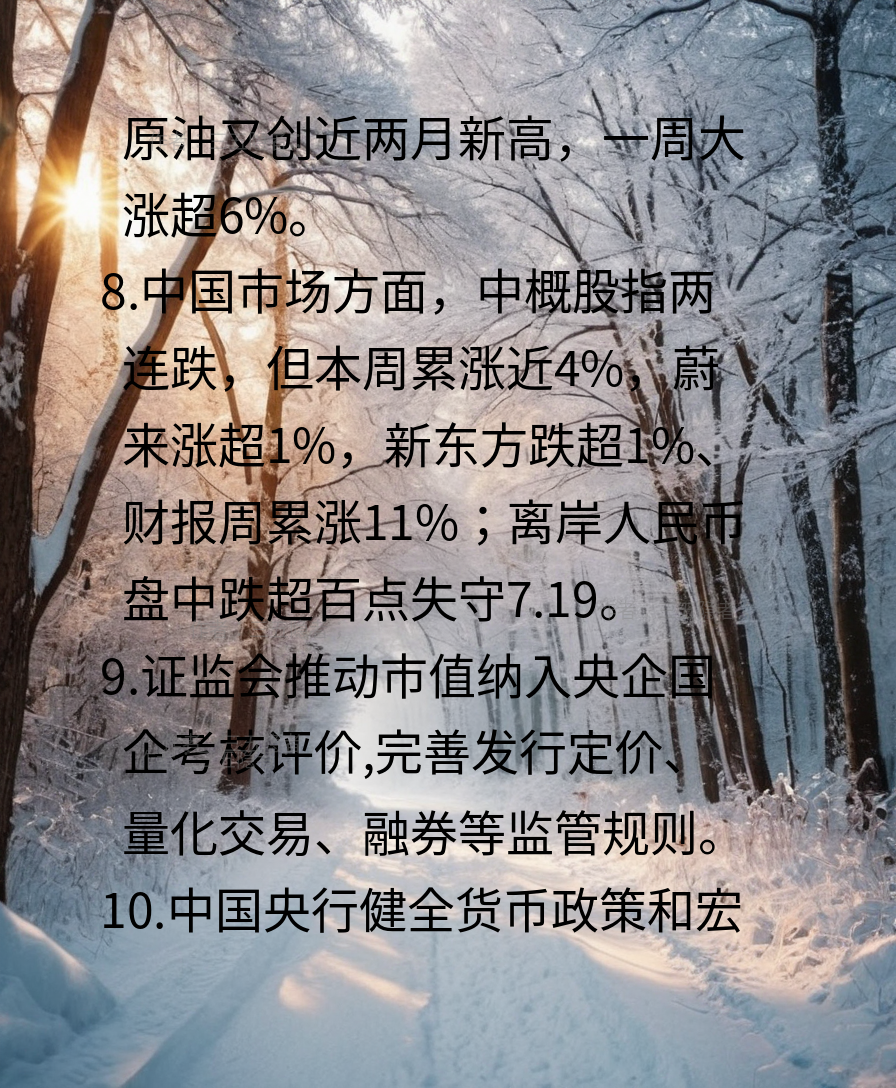 原油又创近两月新高，一周大
涨超6%。
8.中国市场方面，中概股指两
连跌，但本周累涨近4%，蔚
来涨超1%，新东方跌超1%、
财报周累涨11%；离岸人民币
盘中跌超百点失守7.19。
9.证监会推动市值纳入央企国
企考核评价,完善发行定价、
量化交易、融券等监管规则。
10.中国央行健全货币政策和宏